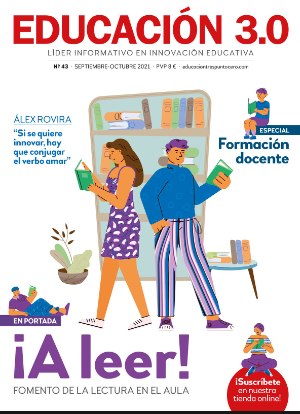 EDUCACIÓN 3.0
LÍDER INFORMATIVO EN INNOVACIÓN EDUCATIVA
Nº 43 · SEPTIEMBRE-OCTUBRE 2021 · PVP 8 € · educaciontrespuntocero.com
ÁLEX ROVIRA
"Si se quiere
innovar, hay
que conjugar
el verbo amar"
ESPECIAL
Formación
docente
EN PORTADA
¡A leer!
FOMENTO DE LA LECTURA EN EL AULA
¡Suscríbete
en nuestra
tienda online!